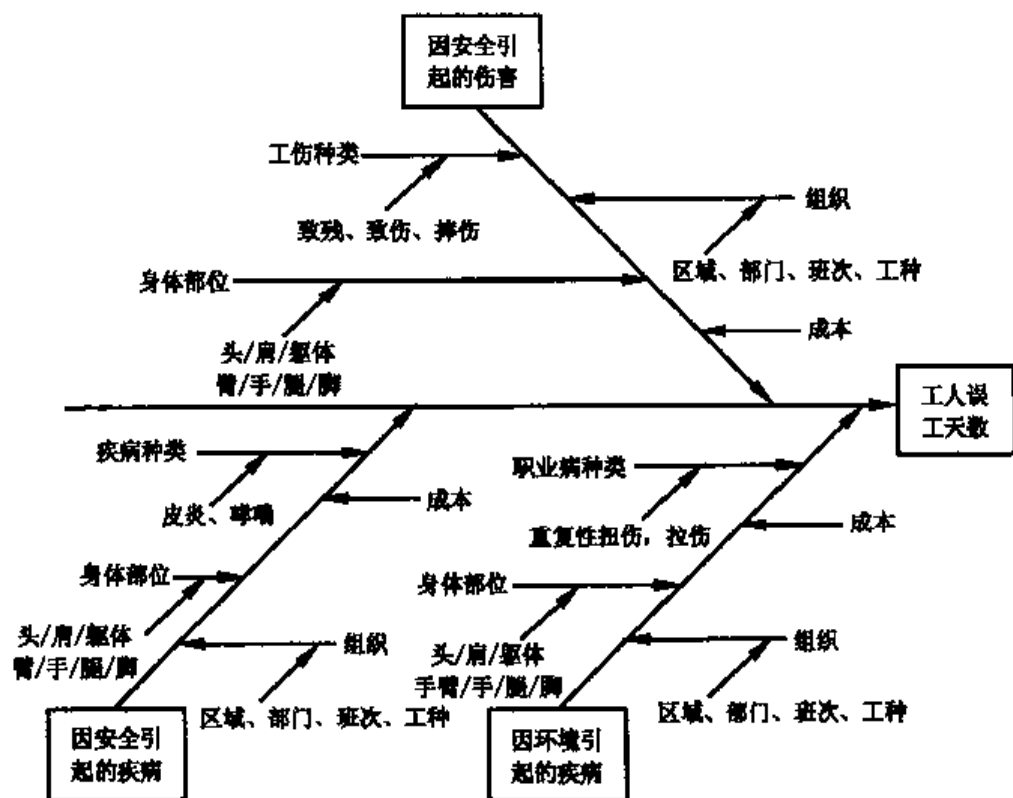 因安全引
起的伤害
工伤种类
组织
致残、致伤、摔伤
区域、部门、班次、工种
身体部位
成本
头/肩/躯体
臂/手/腿/脚
工人误
工天数
疾病种类
职业病种类
成本
成本
皮炎、哮喘
重复性扭伤，拉伤
身体部位
身体部位
头/肩/躯体
臂/手/腿/脚
组织
组织
头/肩/躯体
手臂/手/腿/脚
区域、部门、班次、工种
区域、部门、班次、工种
因安全引
起的疾病
因环境引
起的疾病